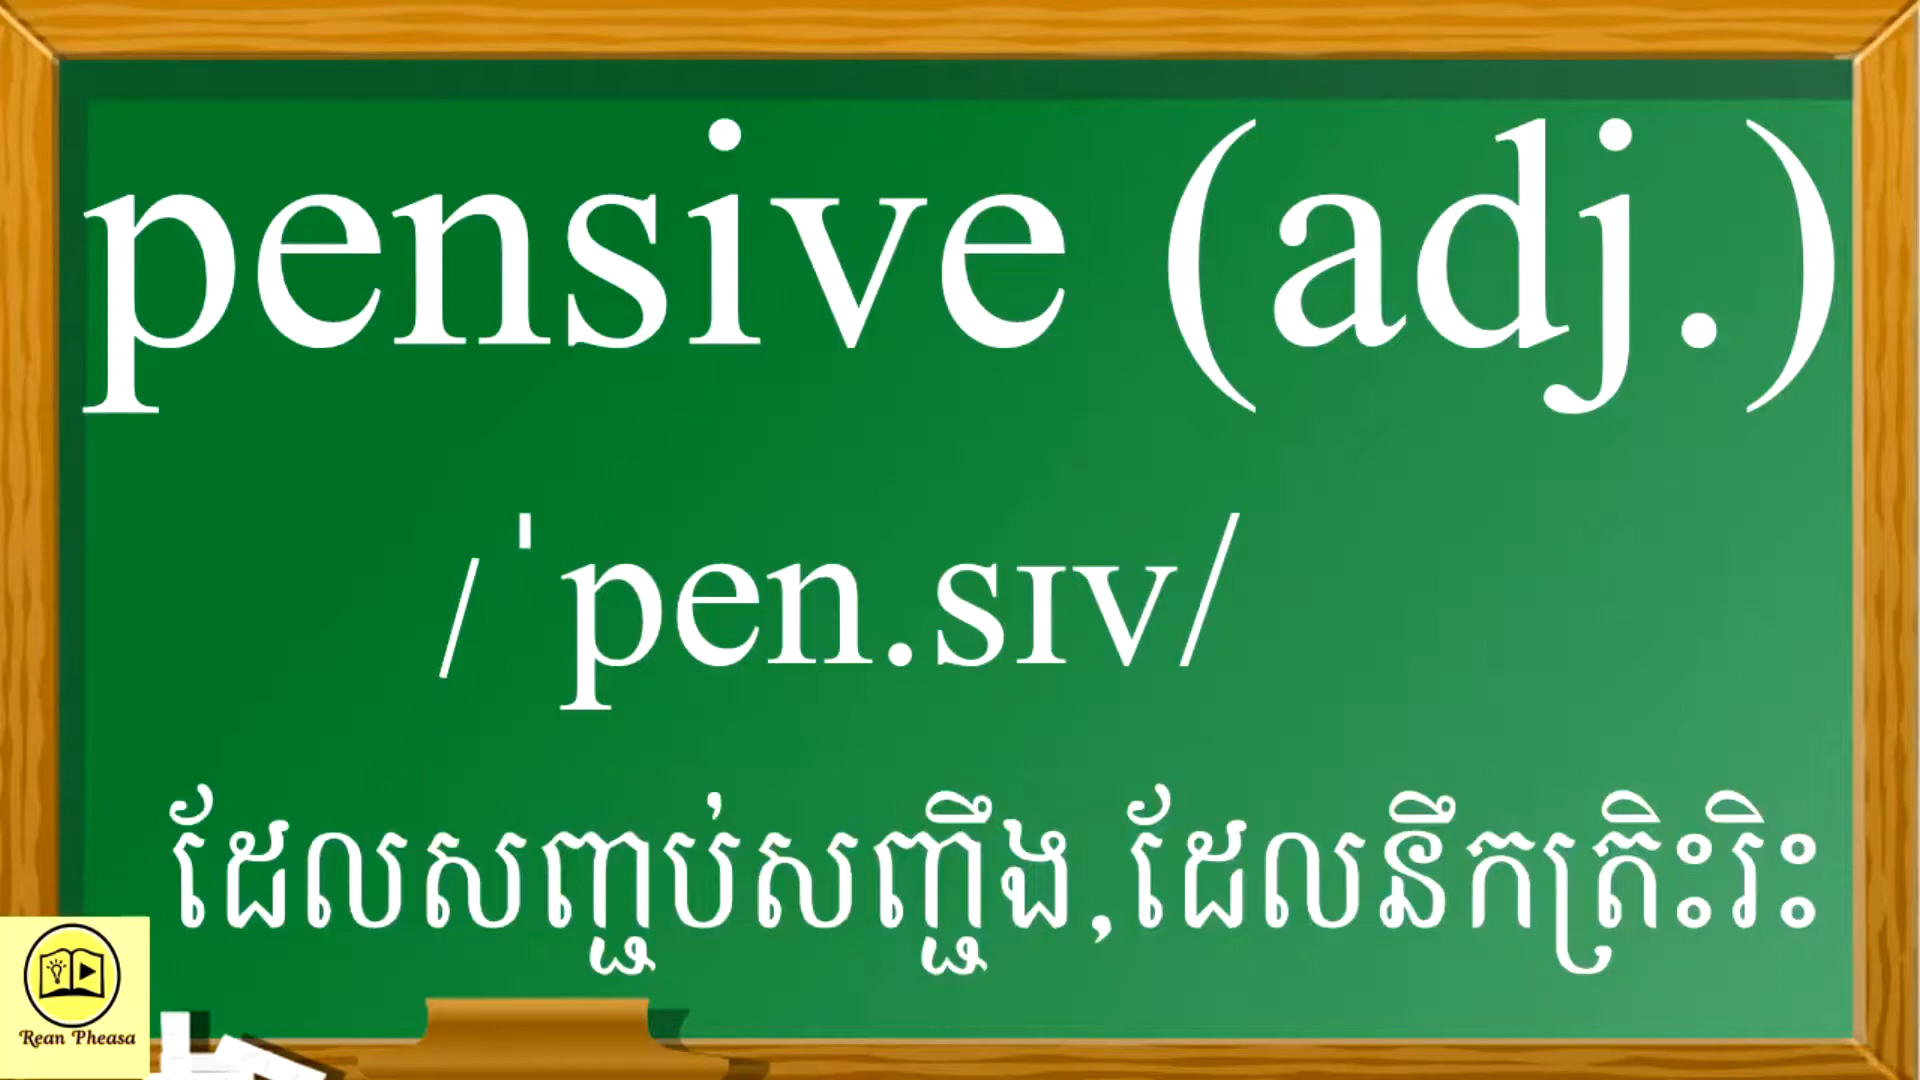 pensive (adj.)
/ˈpen.sɪv/
ដែលសញ្ជប់សញ្ជឹង,ដែលនឹកត្រិះរិះ
Rean Pheasa